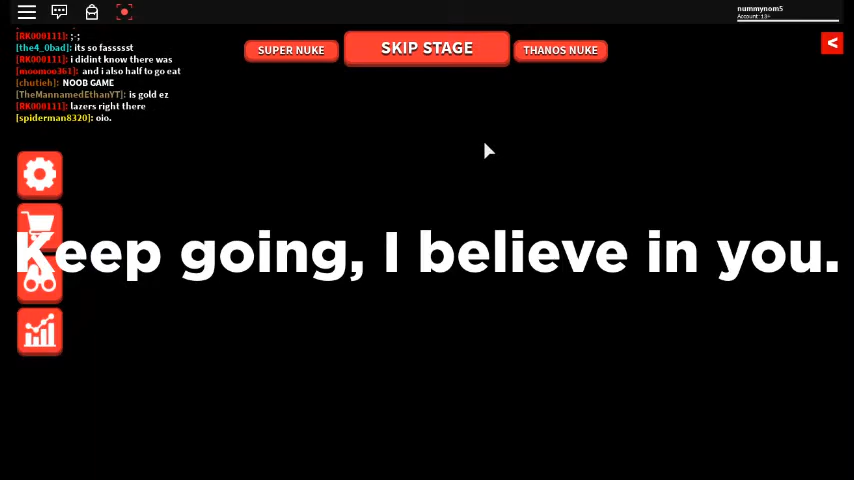 nummynom5
Account: 13+
[RK000111]: ;-;
[the4_0bad]: its so fassssst
[RK000111]: i didint know there was
[moomoo361]: and i also half to go eat
[chutieh]: NOOB GAME
[TheMannamedEthanYT]: is gold ez
[RK000111]: lazers right there
[spiderman8320]: oio.
SUPER NUKE
SKIP STAGE
THANOS NUKE
<
Keep going, I believe in you.